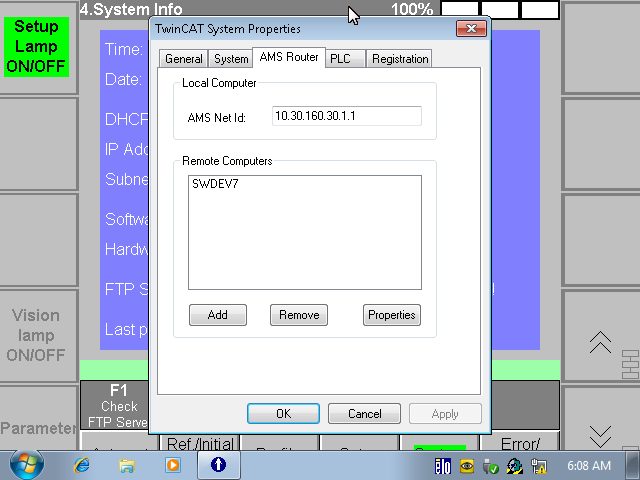 4.System Info
100%
Setup
Lamp
ON/OFF
TwinCAT System Properties
General
System
AMS Router
PLC
Registration
Time:
Date:
DHCP
IP Add
Subne
Softwa
Hardw
FTP S
Last p
Local Computer
AMS Net Id:
10.30.160.30.1.1
Remote Computers
SWDEV7
Add
Remove
Properties
OK
Cancel
Apply
Vision
lamp
ON/OFF
Parameter
F1
Check
FTP Serve
Ref./Initial
Error/
6:08 AM